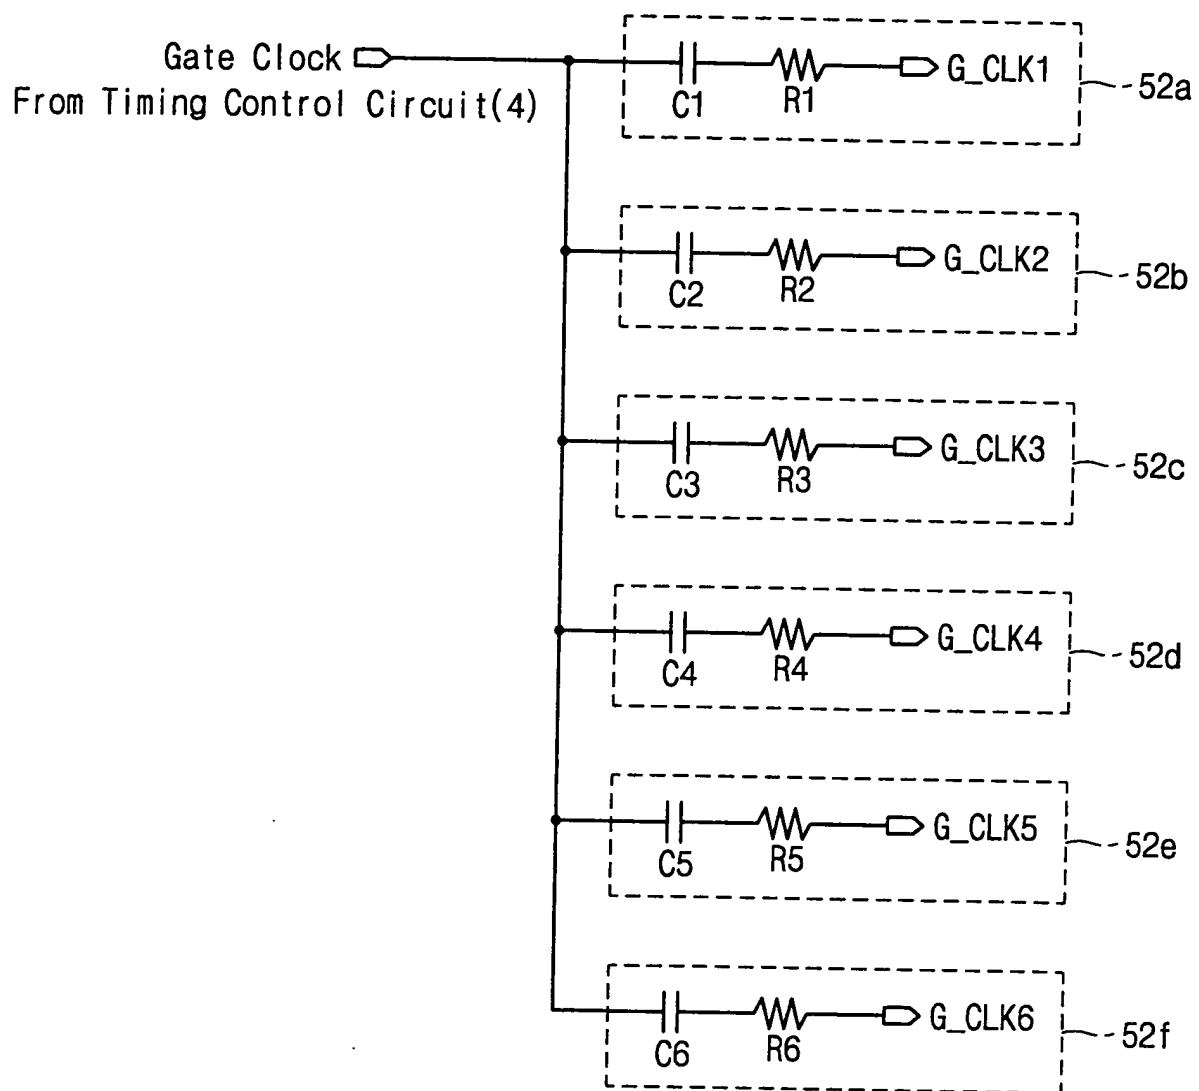 Gate Clock
From Timing Control Circuit(4)
C1 R1 G_CLK1 52a
C2 R2 G_CLK2 52b
C3 R3 G_CLK3 52c
C4 R4 G_CLK4 52d
C5 R5 G_CLK5 52e
C6 R6 G_CLK6 52f